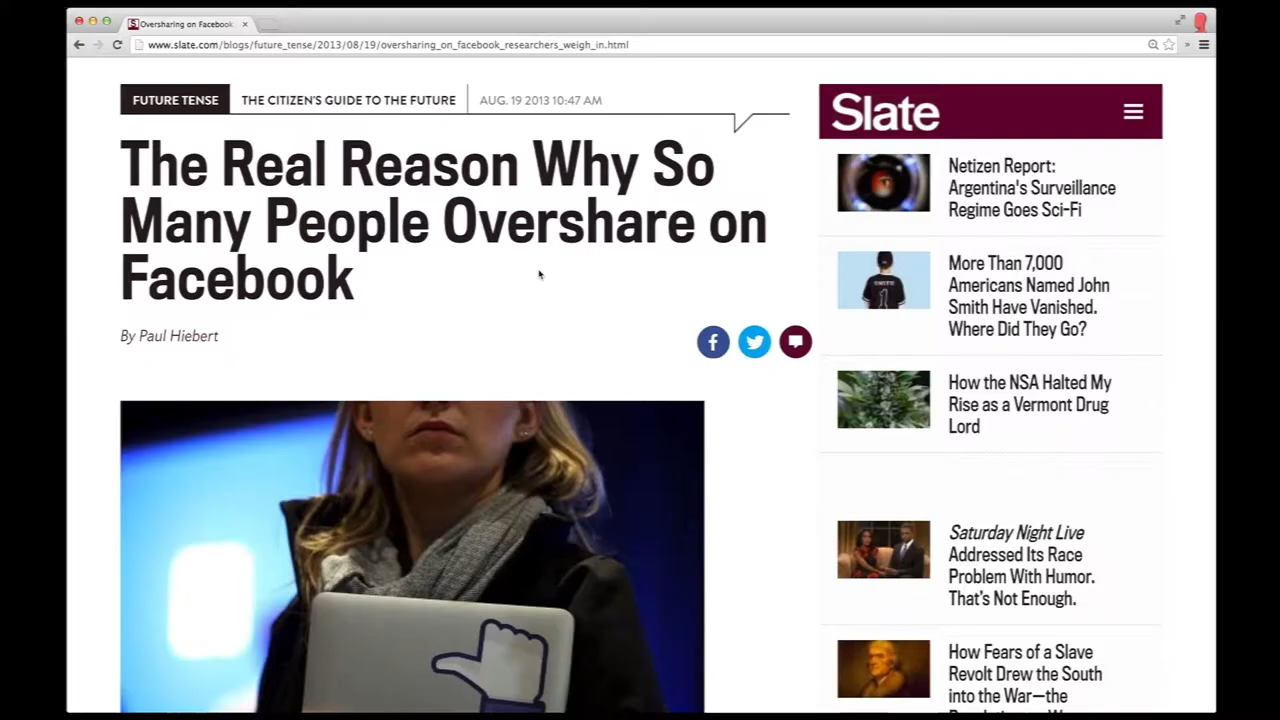 Oversharing on Facebook
www.slate.com/blogs/future_tense/2013/08/19/oversharing_on_facebook_researchers_weigh_in.html
FUTURE TENSE
THE CITIZEN'S GUIDE TO THE FUTURE
AUG. 19 2013 10:47 AM
The Real Reason Why So
Many People Overshare on
Facebook
By Paul Hiebert
Slate
Netizen Report:
Argentina's Surveillance
Regime Goes Sci-Fi
More Than 7,000
Americans Named John
Smith Have Vanished.
Where Did They Go?
How the NSA Halted My
Rise as a Vermont Drug
Lord
Saturday Night Live
Addressed Its Race
Problem With Humor.
That's Not Enough.
How Fears of a Slave
Revolt Drew the South
into the War—the